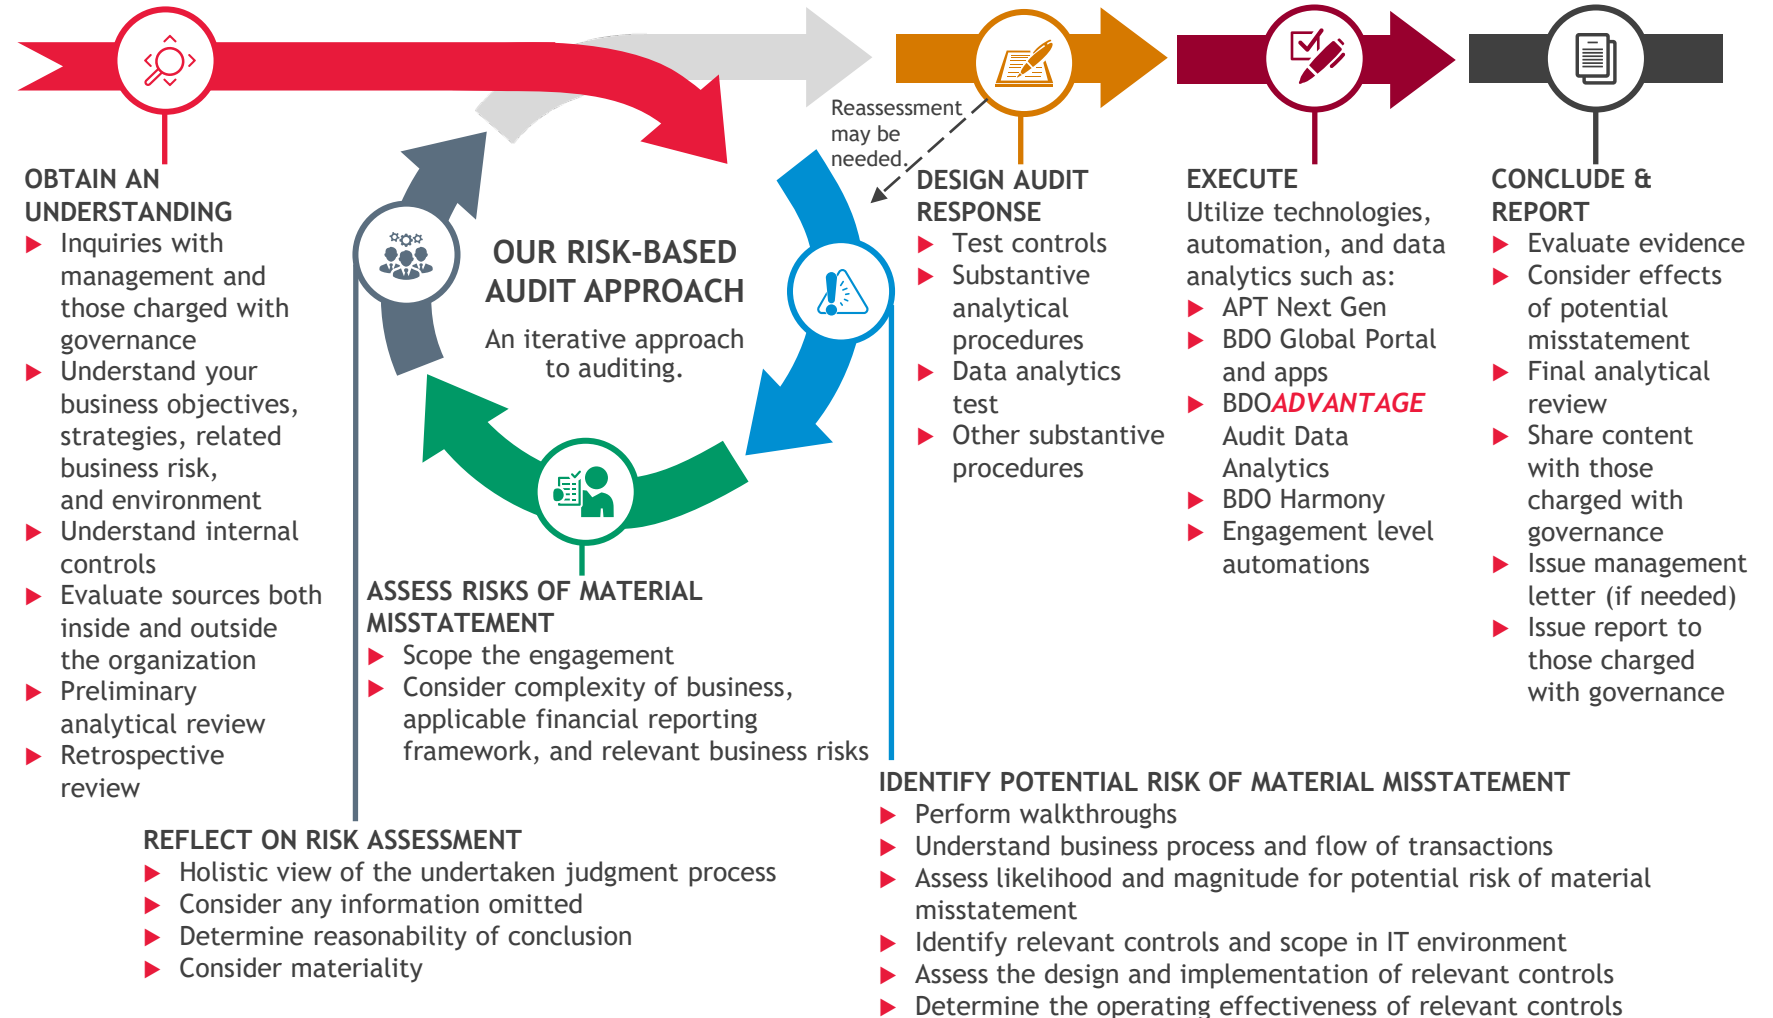 OBTAIN AN
UNDERSTANDING
Inquiries with
management and
those charged with
governance
Understand your
business objectives,
strategies, related
business risk,
and environment
Understand internal
controls
Evaluate sources both
inside and outside
the organization
Preliminary
analytical review
Retrospective
review
OUR RISK-BASED
AUDIT APPROACH
An iterative approach
to auditing.
Reassessment
may be
needed.
IDENTIFY POTENTIAL RISK OF MATERIAL MISSTATEMENT
Perform walkthroughs
Understand business process and flow of transactions
Assess likelihood and magnitude for potential risk of material
misstatement
Identify relevant controls and scope in IT environment
Assess the design and implementation of relevant controls
Determine the operating effectiveness of relevant controls
ASSESS RISKS OF MATERIAL
MISSTATEMENT
Scope the engagement
Consider complexity of business,
applicable financial reporting
framework, and relevant business risks
REFLECT ON RISK ASSESSMENT
Holistic view of the undertaken judgment process
Consider any information omitted
Determine reasonability of conclusion
Consider materiality
DESIGN AUDIT
RESPONSE
Test controls
Substantive
analytical
procedures
Data analytics
test
Other substantive
procedures
EXECUTE
Utilize technologies,
automation, and data
analytics such as:
APT Next Gen
BDO Global Portal
and apps
BDOADVANTAGE
Audit Data
Analytics
BDO Harmony
Engagement level
automations
CONCLUDE &
REPORT
Evaluate evidence
Consider effects
of potential
misstatement
Final analytical
review
Share content
with those
charged with
governance
Issue management
letter (if needed)
Issue report to
those charged
with governance